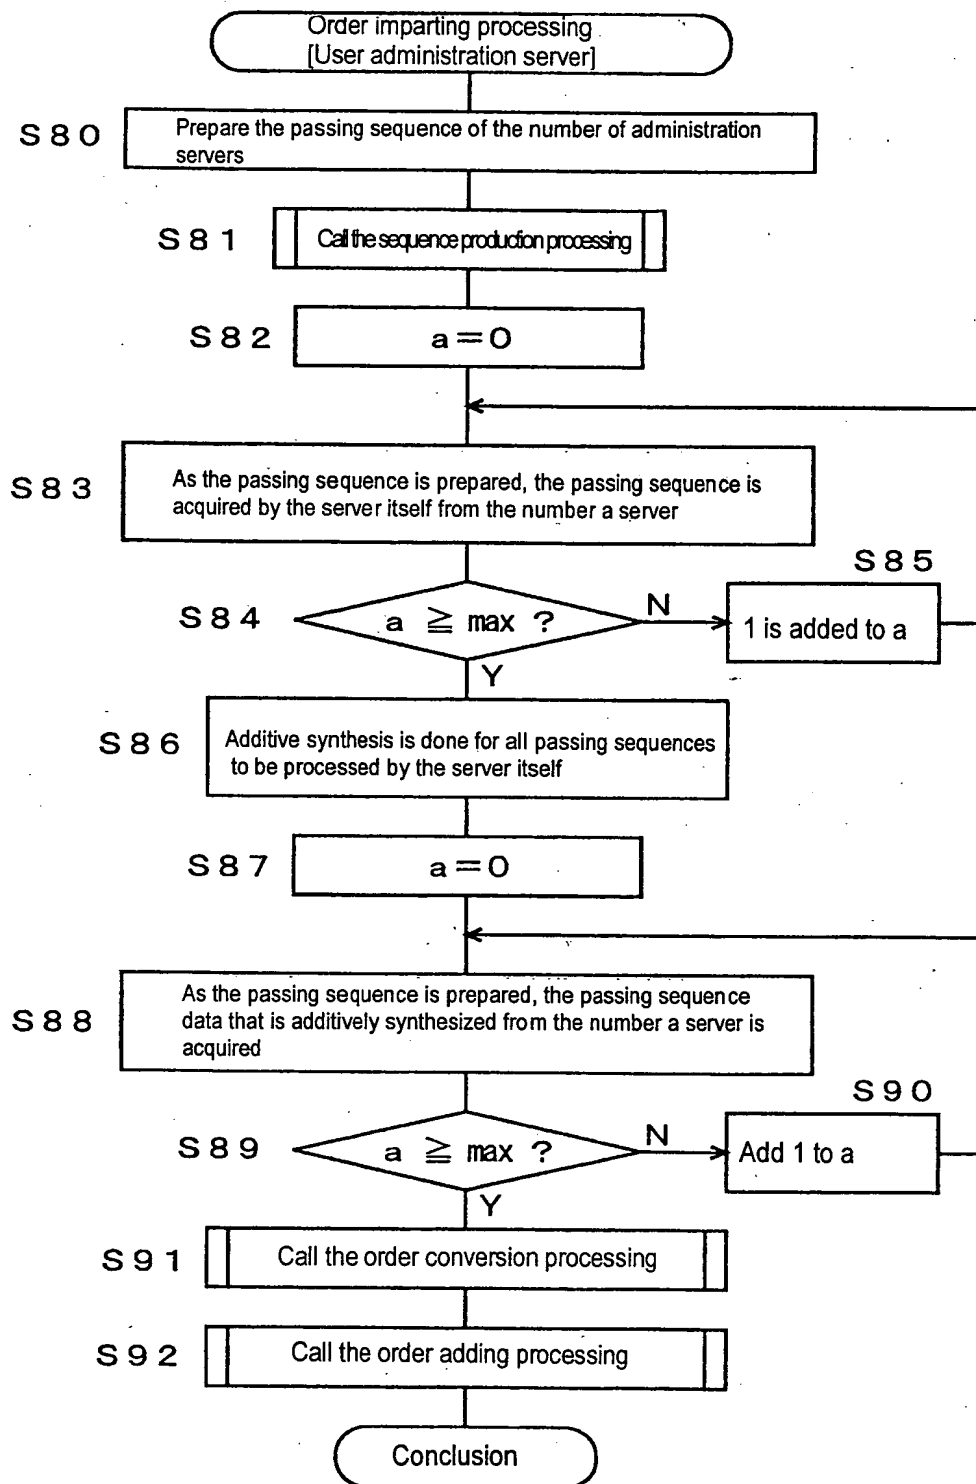 Order imparting processing
[User administration server]
S80
Prepare the passing sequence of the number of administration
servers
S81
Call the sequence production processing
S82
a=0
S83
As the passing sequence is prepared, the passing sequence is
acquired by the server itself from the number a server
S84
a ≧ max ?
N
S85
1 is added to a
Y
S86
Additive synthesis is done for all passing sequences
to be processed by the server itself
S87
a=0
S88
As the passing sequence is prepared, the passing sequence
data that is additively synthesized from the number a server is
acquired
S89
a ≧ max ?
N
S90
Add 1 to a
Y
S91
Call the order conversion processing
S92
Call the order adding processing
Conclusion